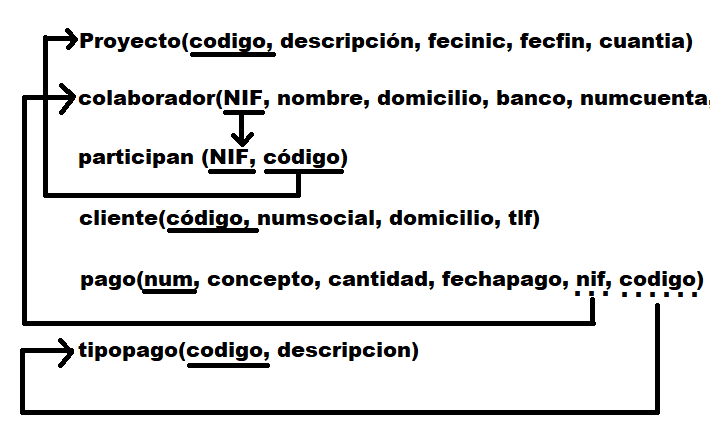 Proyecto(codigo, descripción, fecinic, fecfin, cuantia)
colaborador(NIF, nombre, domicilio, banco, numcuenta,
participan (NIF, código)
cliente(código, numsocial, domicilio, tlf)
pago(num, concepto, cantidad, fechapago, nif, codigo)
tipopago(codigo, descripcion)